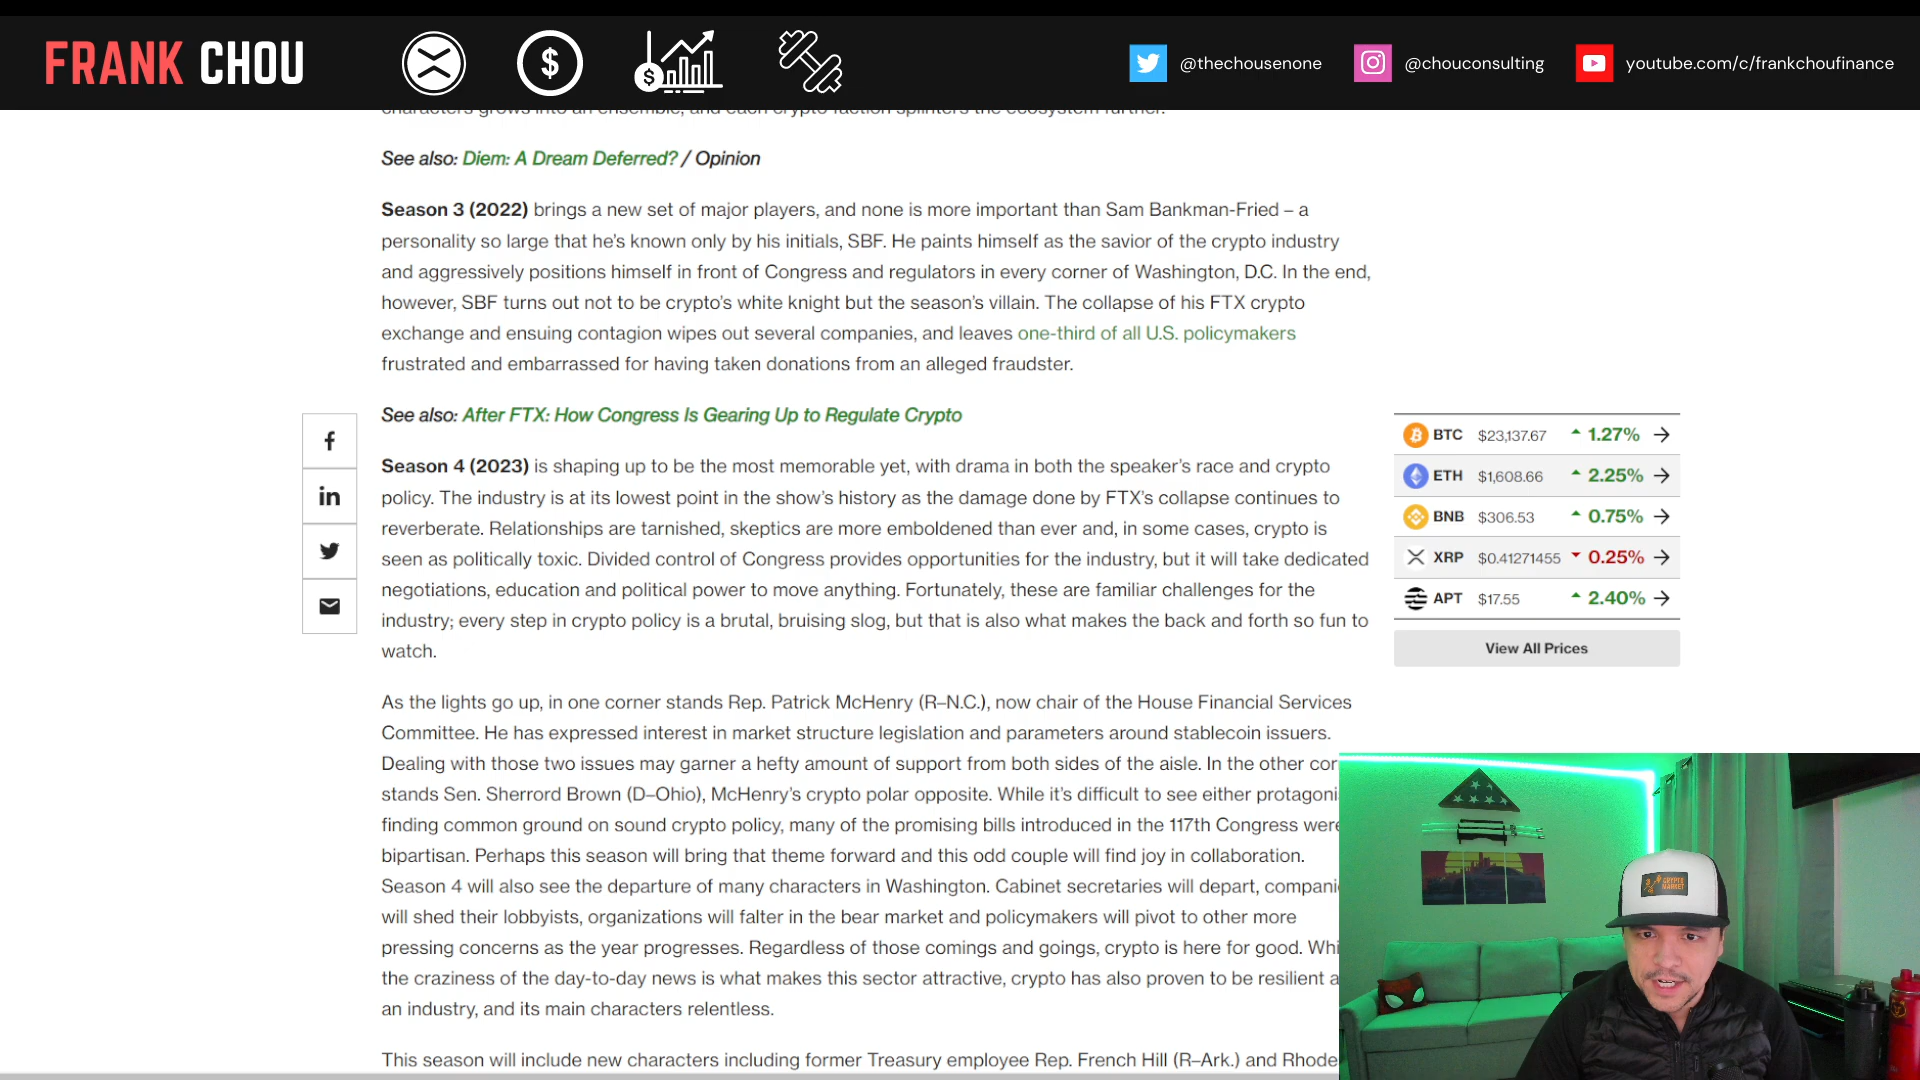 FRANK CHOU
@thechousenone
@chouconsulting
youtube.com/c/frankchoufinance
characters grows into an ensemble, and each crypto faction splinters the ecosystem further.
See also: Diem: A Dream Deferred? / Opinion
Season 3 (2022) brings a new set of major players, and none is more important than Sam Bankman-Fried – a
personality so large that he's known only by his initials, SBF. He paints himself as the savior of the crypto industry
and aggressively positions himself in front of Congress and regulators in every corner of Washington, D.C. In the end,
however, SBF turns out not to be crypto's white knight but the season's villain. The collapse of his FTX crypto
exchange and ensuing contagion wipes out several companies, and leaves one-third of all U.S. policymakers
frustrated and embarrassed for having taken donations from an alleged fraudster.
See also: After FTX: How Congress Is Gearing Up to Regulate Crypto
Season 4 (2023) is shaping up to be the most memorable yet, with drama in both the speaker's race and crypto
policy. The industry is at its lowest point in the show's history as the damage done by FTX's collapse continues to
reverberate. Relationships are tarnished, skeptics are more emboldened than ever and, in some cases, crypto is
seen as politically toxic. Divided control of Congress provides opportunities for the industry, but it will take dedicated
negotiations, education and political power to move anything. Fortunately, these are familiar challenges for the
industry; every step in crypto policy is a brutal, bruising slog, but that is also what makes the back and forth so fun to
watch.
As the lights go up, in one corner stands Rep. Patrick McHenry (R–N.C.), now chair of the House Financial Services
Committee. He has expressed interest in market structure legislation and parameters around stablecoin issuers.
Dealing with those two issues may garner a hefty amount of support from both sides of the aisle. In the other cor
stands Sen. Sherrord Brown (D–Ohio), McHenry's crypto polar opposite. While it's difficult to see either protagoni
finding common ground on sound crypto policy, many of the promising bills introduced in the 117th Congress were
bipartisan. Perhaps this season will bring that theme forward and this odd couple will find joy in collaboration.
Season 4 will also see the departure of many characters in Washington. Cabinet secretaries will depart, compani
will shed their lobbyists, organizations will falter in the bear market and policymakers will pivot to other more
pressing concerns as the year progresses. Regardless of those comings and goings, crypto is here for good. Whi
the craziness of the day-to-day news is what makes this sector attractive, crypto has also proven to be resilient a
an industry, and its main characters relentless.
This season will include new characters including former Treasury employee Rep. French Hill (R–Ark.) and Rhode
BTC $23,137.67 1.27%
ETH $1,608.66 2.25%
BNB $306.53 0.75%
XRP $0.41271455 0.25%
APT $17.55 2.40%
View All Prices
CRYPTO
MARKET